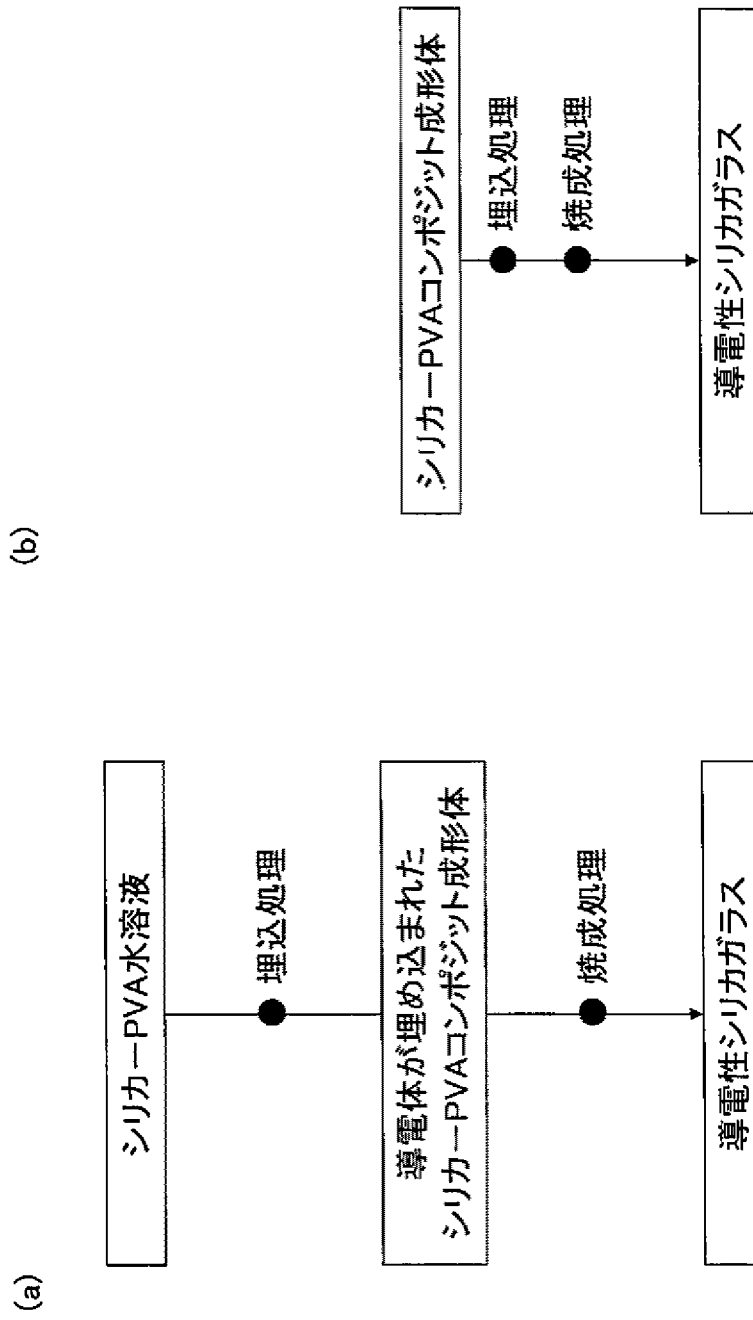 (a)
シリカーPVA水溶液
埋込処理
導電体が埋め込まれた
シリカーPVAコンポジット成形体
焼成処理
導電性シリカガラス
(b)
シリカーPVAコンポジット成形体
埋込処理
焼成処理
導電性シリカガラス